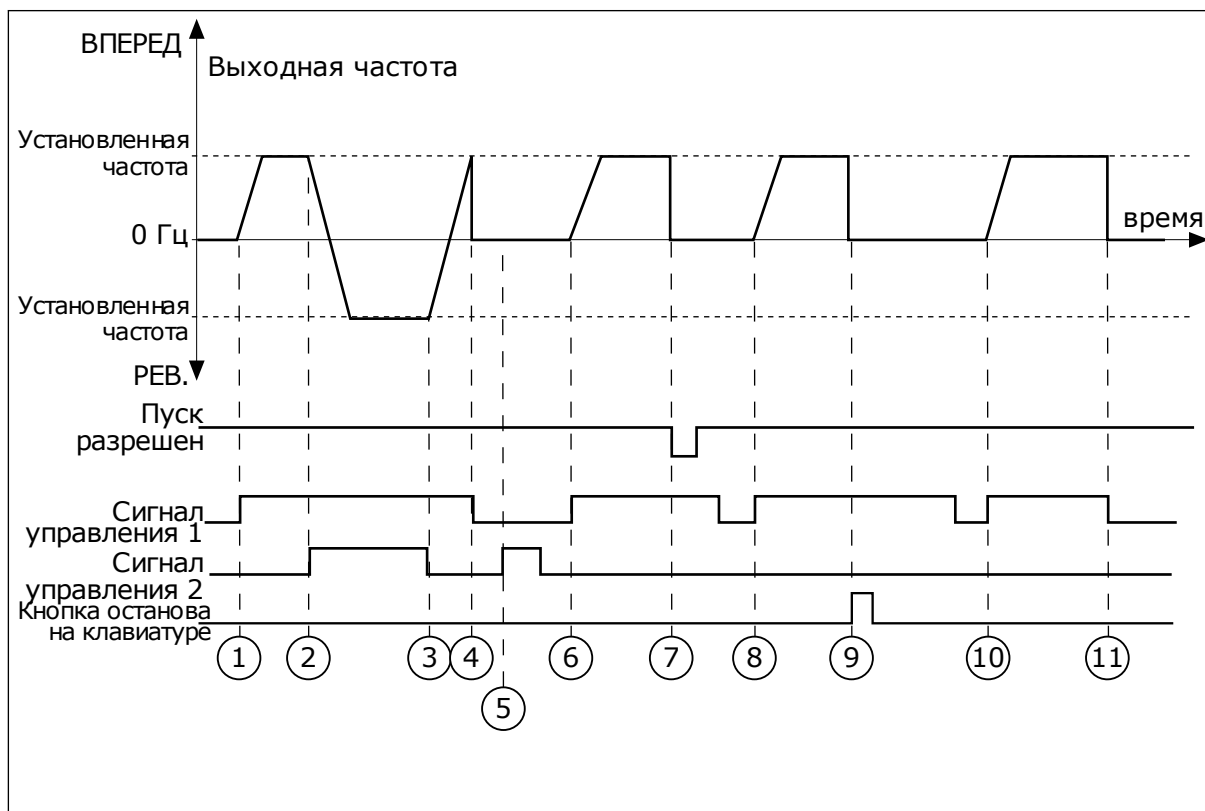 ВПЕРЕД
Выходная частота
Установленная
частота
0 Гц
время
Установленная
частота
РЕВ.
Пуск
разрешен
Сигнал
управления 1
Сигнал
управления 2
Кнопка останова
на клавиатуре
1 2 3 4 6 7 8 9 10 11
5